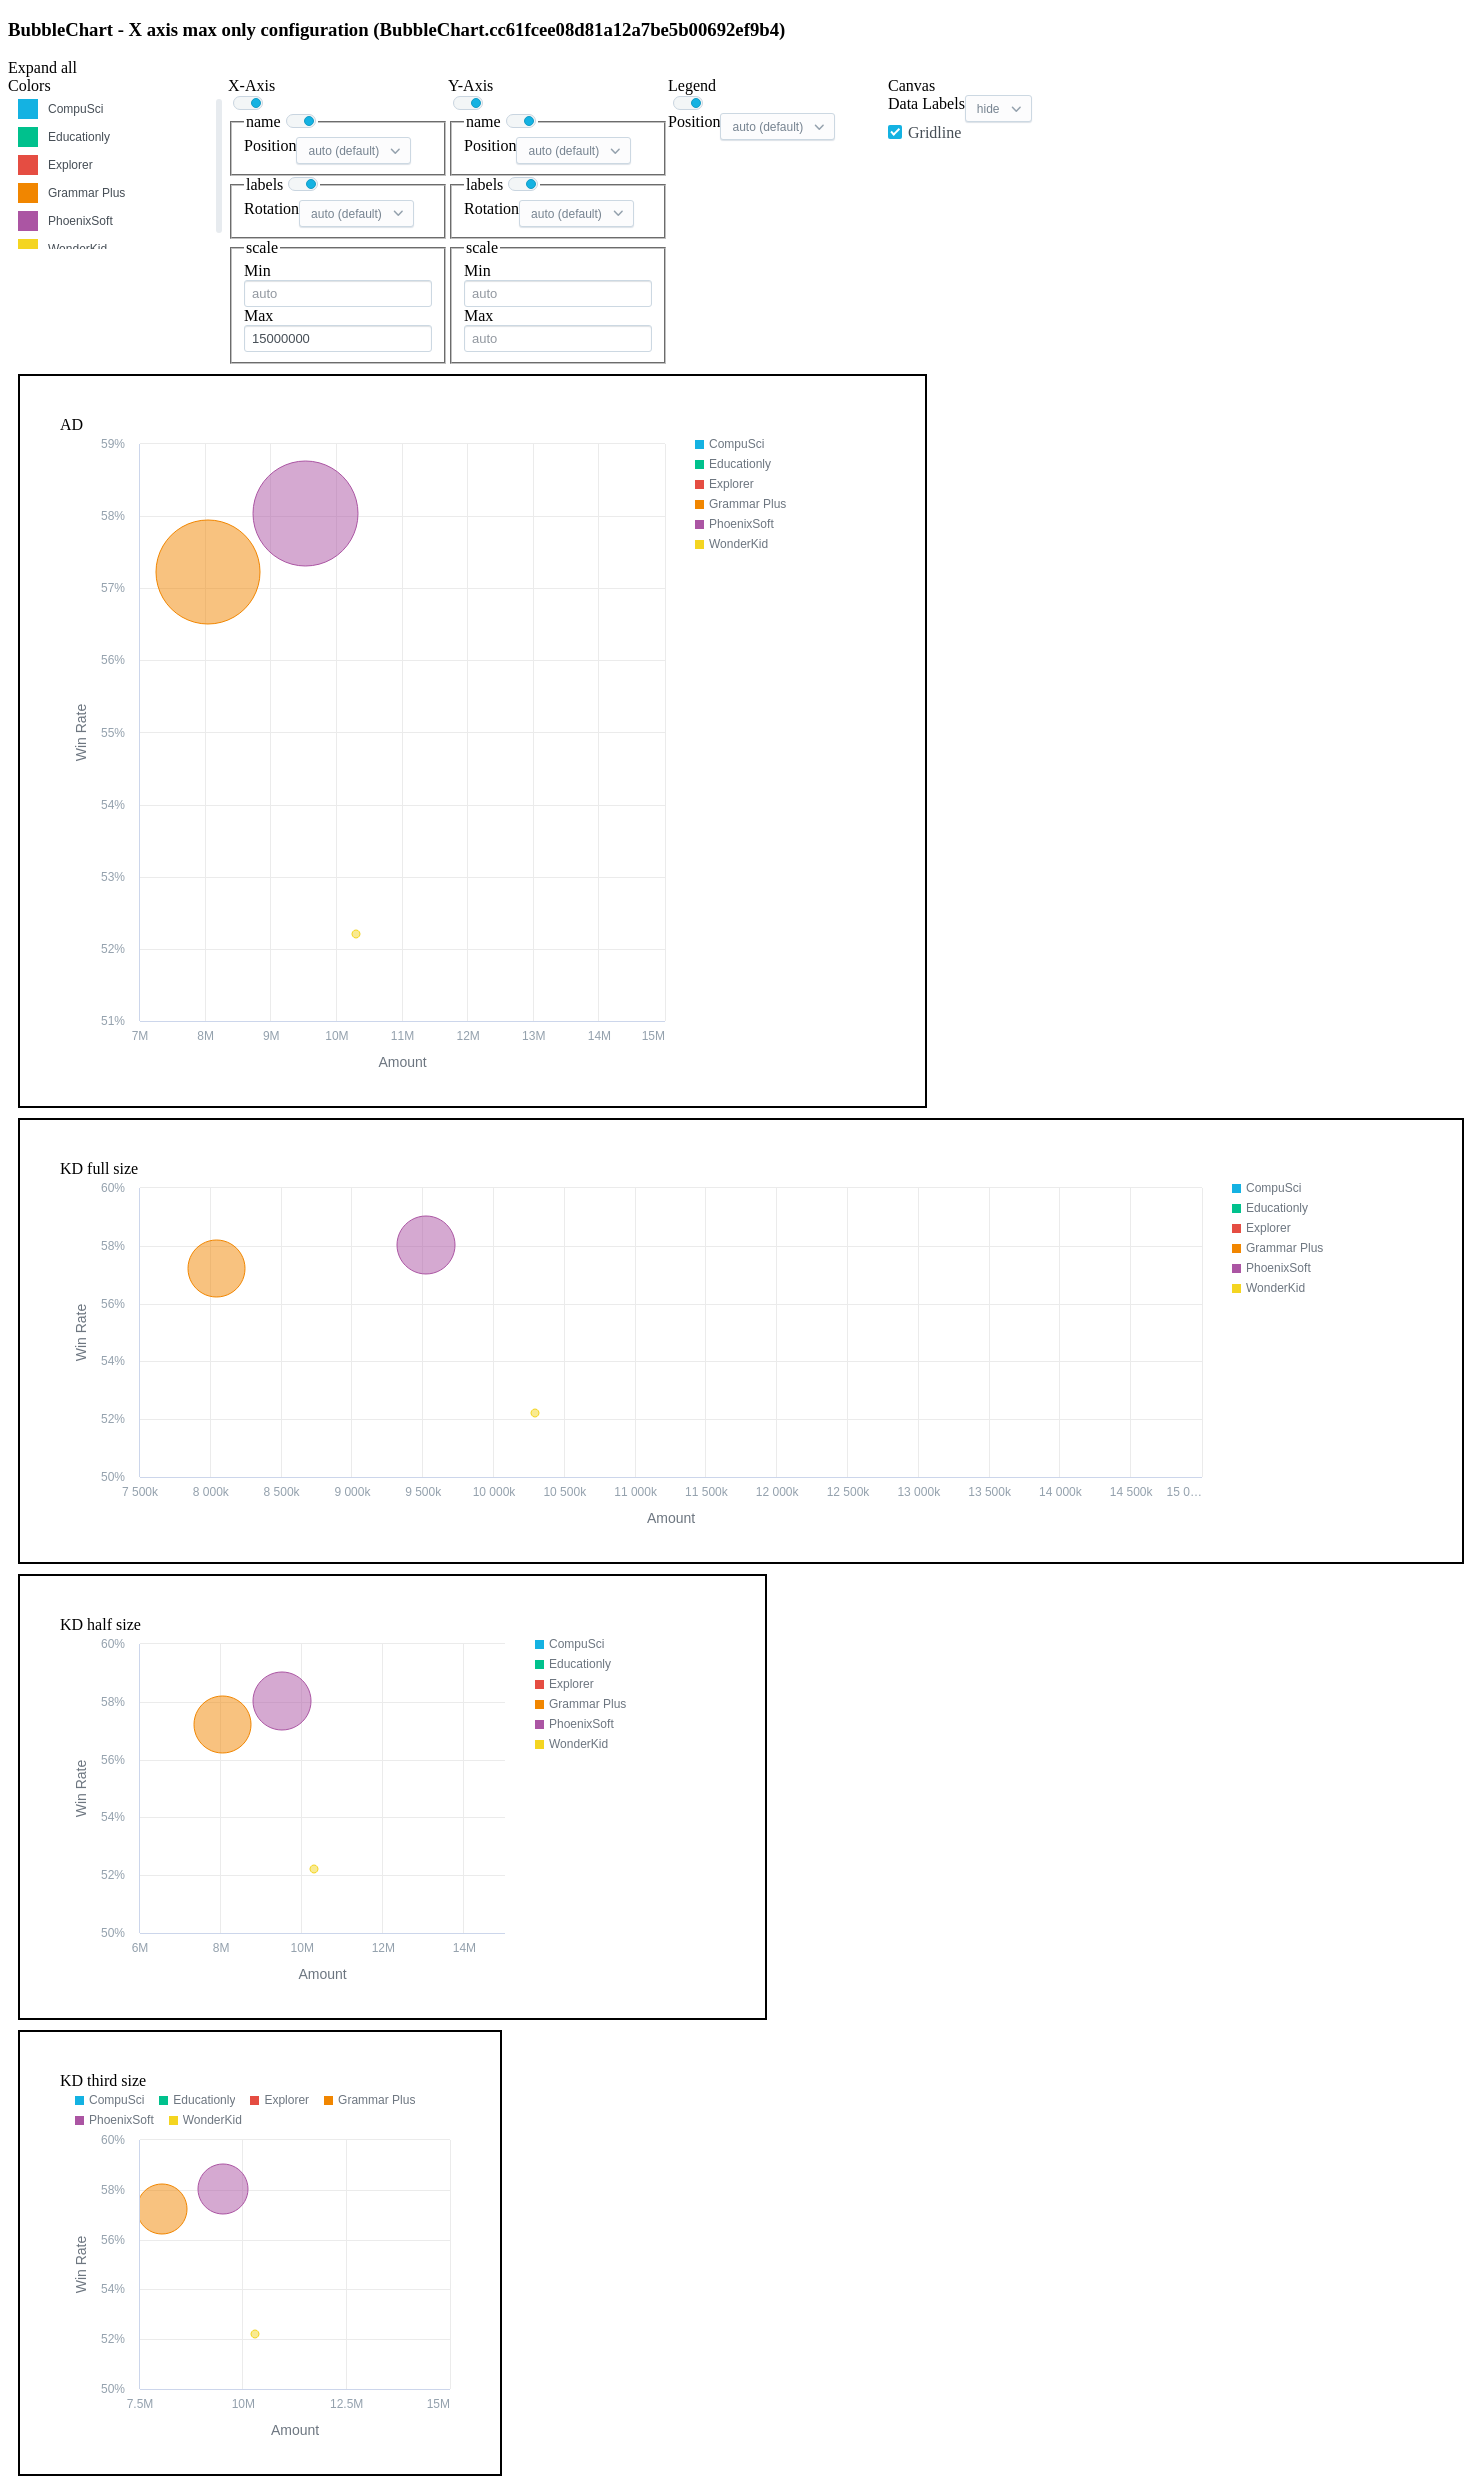 BubbleChart - X axis max only configuration (BubbleChart.cc61fcee08d81a12a7be5b00692ef9b4)
Expand all
Colors
CompuSci
Educationly
Explorer
Grammar Plus
PhoenixSoft
WonderKid
X-Axis
name
Position auto (default)
labels
Rotation auto (default)
scale
Min
auto
Max
15000000
Y-Axis
name
Position auto (default)
labels
Rotation auto (default)
scale
Min
auto
Max
auto
Legend
Position auto (default)
Canvas
Data Labels hide
Gridline
AD
59%
58%
57%
56%
55%
54%
53%
52%
51%
Win Rate
7M 8M 9M 10M 11M 12M 13M 14M 15M
Amount
CompuSci
Educationly
Explorer
Grammar Plus
PhoenixSoft
WonderKid
KD full size
60%
58%
56%
54%
52%
50%
Win Rate
7 500k 8 000k 8 500k 9 000k 9 500k 10 000k 10 500k 11 000k 11 500k 12 000k 12 500k 13 000k 13 500k 14 000k 14 500k 15 0…
Amount
CompuSci
Educationly
Explorer
Grammar Plus
PhoenixSoft
WonderKid
KD half size
60%
58%
56%
54%
52%
50%
Win Rate
6M 8M 10M 12M 14M
Amount
CompuSci
Educationly
Explorer
Grammar Plus
PhoenixSoft
WonderKid
KD third size
CompuSci Educationly Explorer Grammar Plus
PhoenixSoft WonderKid
60%
58%
56%
54%
52%
50%
Win Rate
7.5M 10M 12.5M 15M
Amount